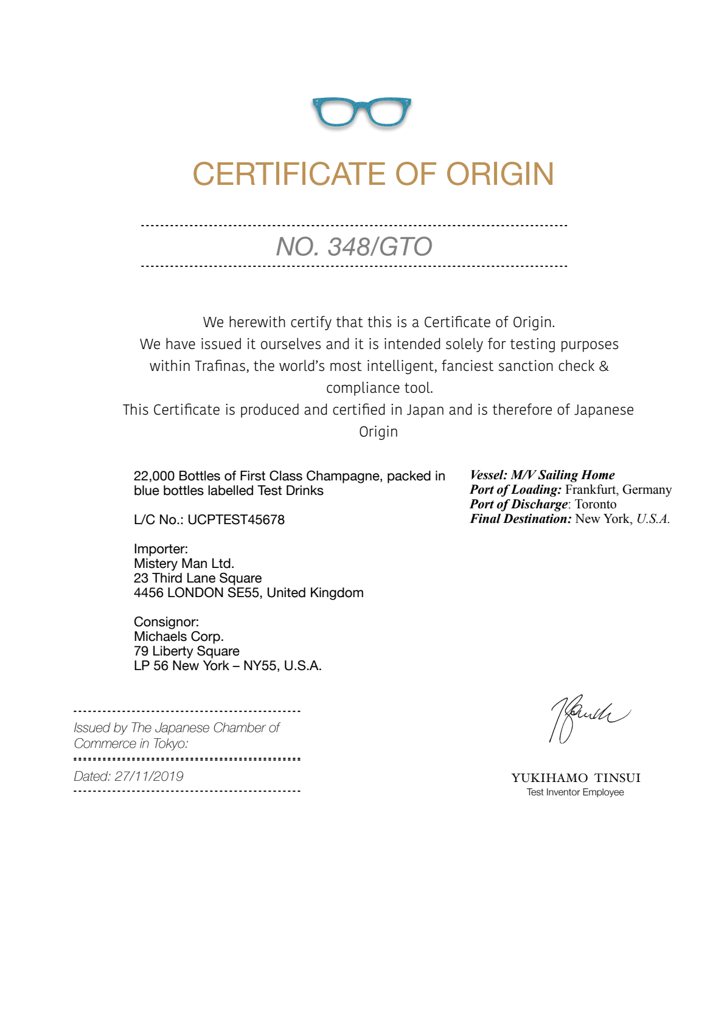 CERTIFICATE OF ORIGIN
NO. 348/GTO
We herewith certify that this is a Certificate of Origin.
We have issued it ourselves and it is intended solely for testing purposes
within Trafinas, the world's most intelligent, fanciest sanction check &
compliance tool.
This Certificate is produced and certified in Japan and is therefore of Japanese
Origin
22,000 Bottles of First Class Champagne, packed in
blue bottles labelled Test Drinks
L/C No.: UCPTEST45678
Importer:
Mistery Man Ltd.
23 Third Lane Square
4456 LONDON SE55, United Kingdom
Consignor:
Michaels Corp.
79 Liberty Square
LP 56 New York – NY55, U.S.A.
Vessel: M/V Sailing Home
Port of Loading: Frankfurt, Germany
Port of Discharge: Toronto
Final Destination: New York, U.S.A.
Issued by The Japanese Chamber of
Commerce in Tokyo:
Dated: 27/11/2019
YUKIHAMO TINSUI
Test Inventor Employee